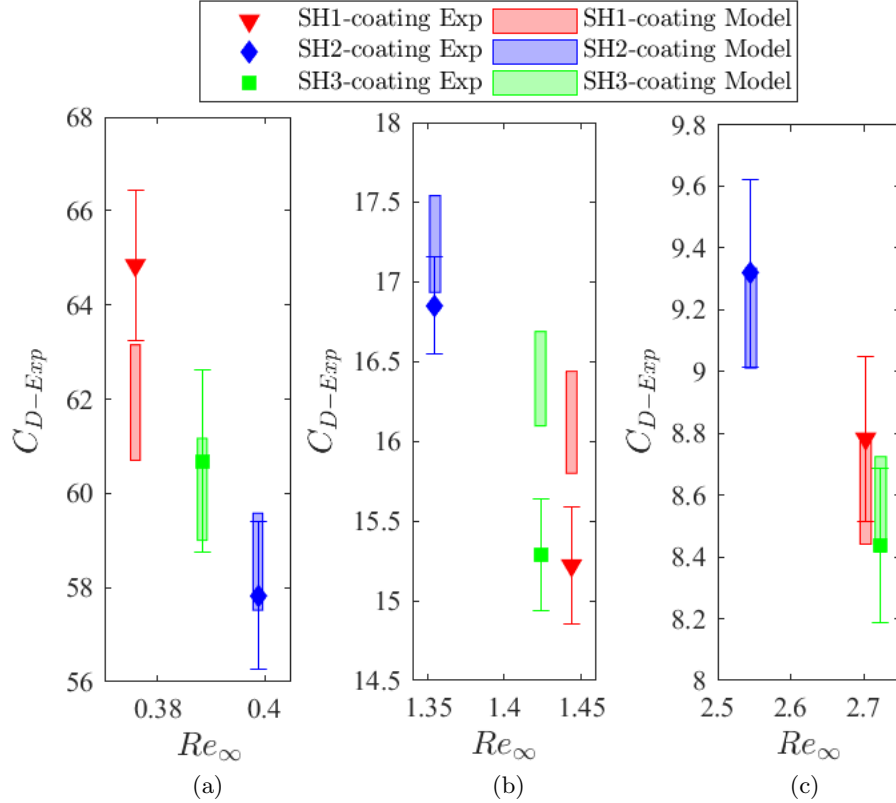 SH1-coating Exp SH1-coating Model
SH2-coating Exp SH2-coating Model
SH3-coating Exp SH3-coating Model
68
66
64
62
60
58
56
0.38 0.4
C_{D-Exp}
Re_∞
(a)
18
17.5
17
16.5
16
15.5
15
14.5
1.35 1.4 1.45
C_{D-Exp}
Re_∞
(b)
9.8
9.6
9.4
9.2
9
8.8
8.6
8.4
8.2
8
2.5 2.6 2.7
C_{D-Exp}
Re_∞
(c)